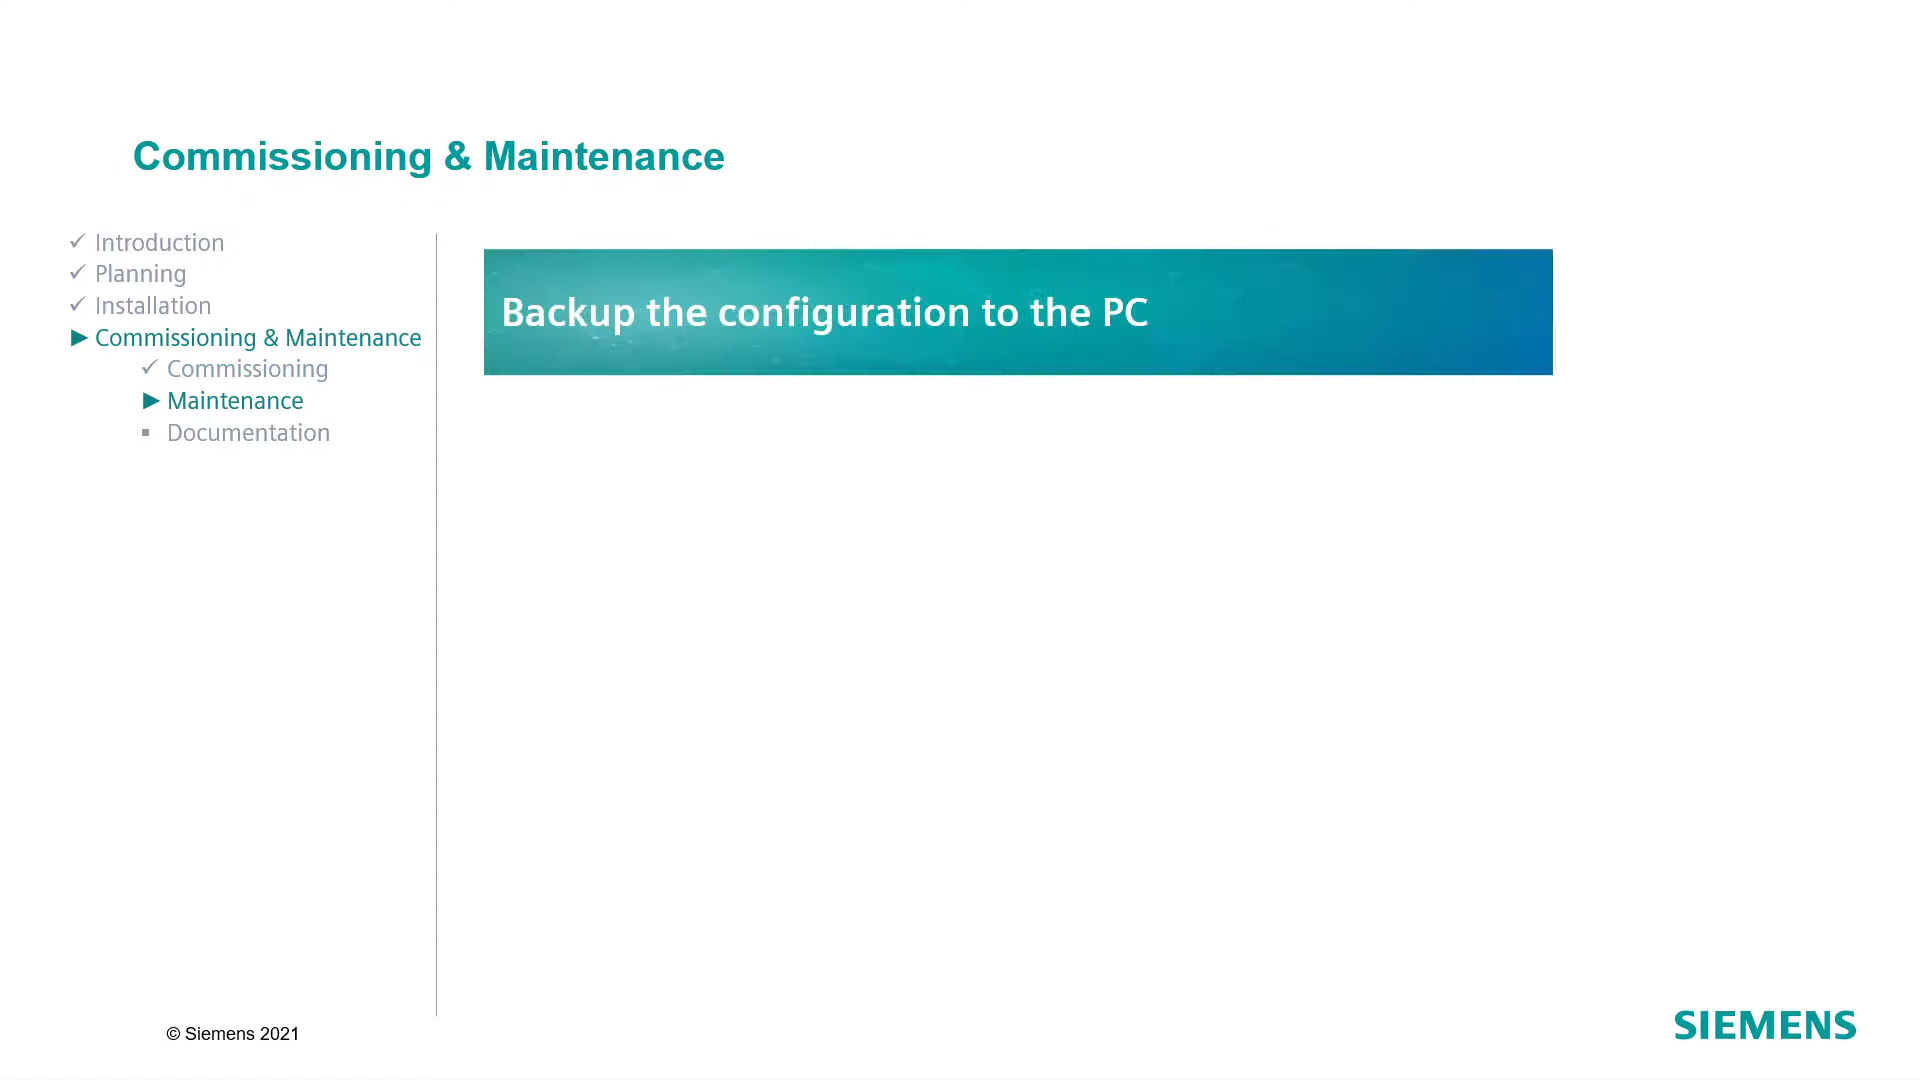 Commissioning & Maintenance
✓ Introduction
✓ Planning
✓ Installation
► Commissioning & Maintenance
✓ Commissioning
► Maintenance
▪ Documentation
Backup the configuration to the PC
© Siemens 2021
SIEMENS